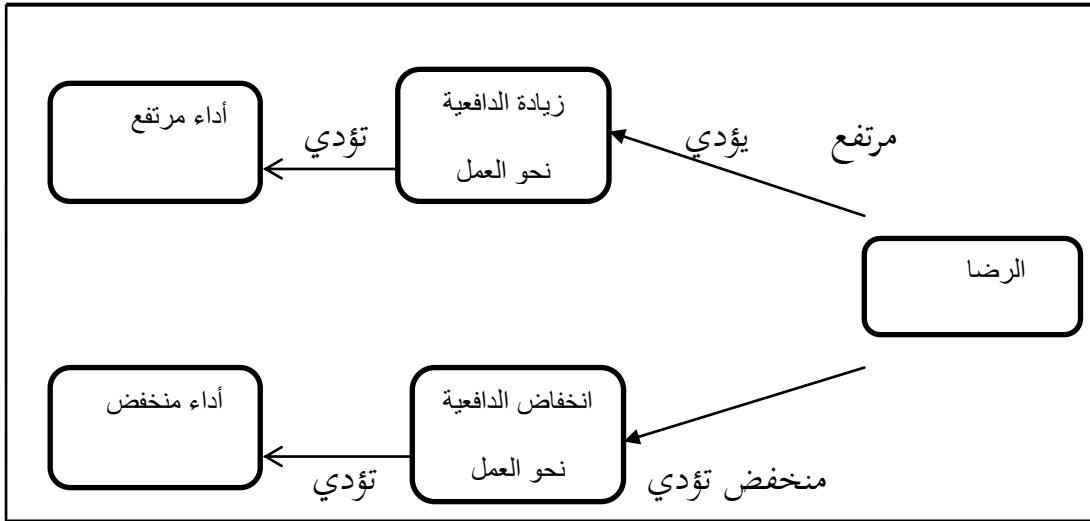 زيادة الدافعية
نحو العمل
أداء مرتفع
مرتفع يؤدي
تؤدي
الرضا
انخفاض الدافعية
نحو العمل
أداء منخفض
منخفض تؤدي
تؤدي